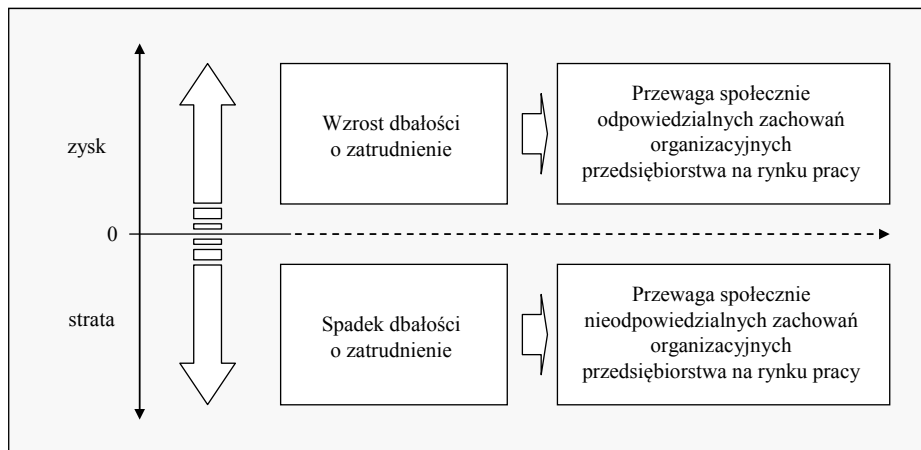 zysk
0
strata
Wzrost dbałości
o zatrudnienie
Przewaga społecznie
odpowiedzialnych zachowań
organizacyjnych
przedsiębiorstwa na rynku pracy
Spadek dbałości
o zatrudnienie
Przewaga społecznie
nieodpowiedzialnych zachowań
organizacyjnych
przedsiębiorstwa na rynku pracy